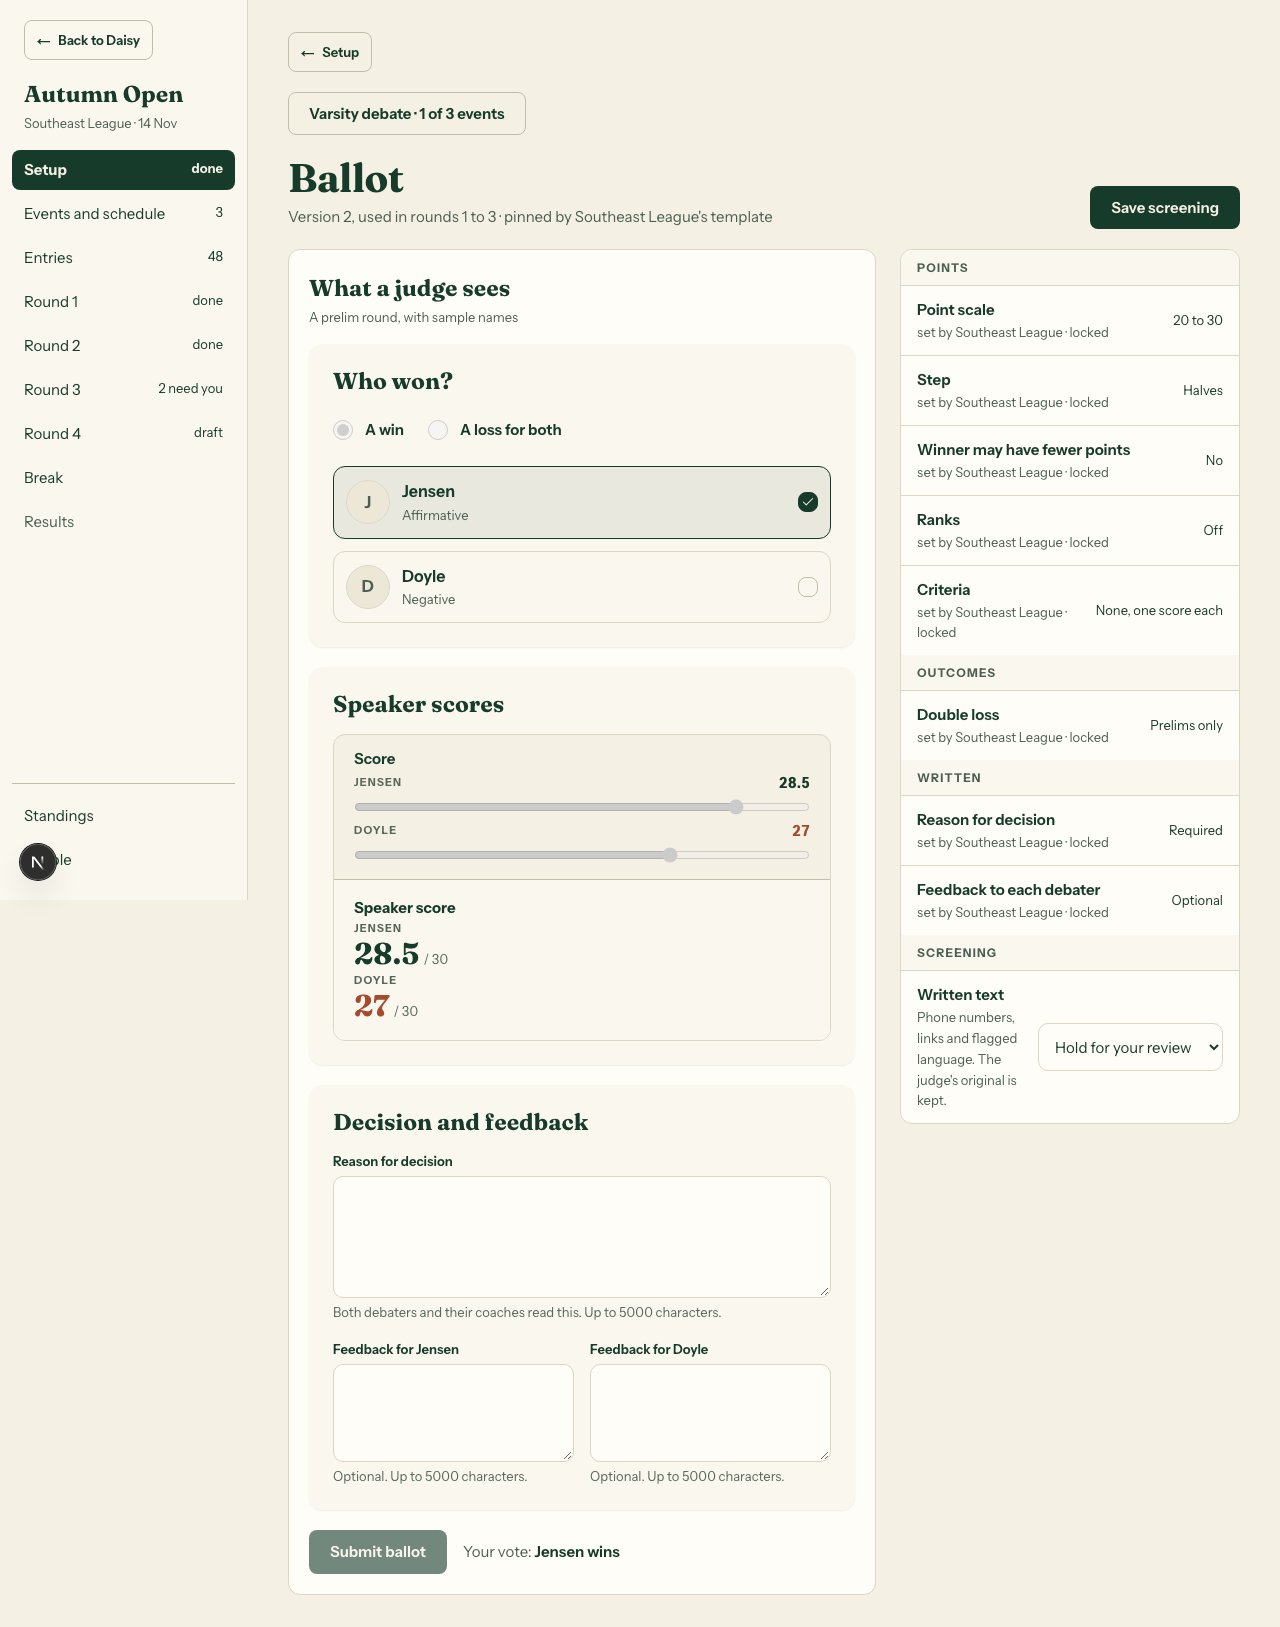 ← Back to Daisy
Autumn Open
Southeast League · 14 Nov
Setup done
Events and schedule 3
Entries 48
Round 1 done
Round 2 done
Round 3 2 need you
Round 4 draft
Break
Results
Standings
N
← Setup
Varsity debate · 1 of 3 events
Ballot
Version 2, used in rounds 1 to 3 · pinned by Southeast League's template
Save screening
What a judge sees
A prelim round, with sample names
Who won?
A win A loss for both
J
Jensen
Affirmative
D
Doyle
Negative
Speaker scores
Score
JENSEN 28.5
DOYLE 27
Speaker score
JENSEN
28.5 / 30
DOYLE
27 / 30
Decision and feedback
Reason for decision
Both debaters and their coaches read this. Up to 5000 characters.
Feedback for Jensen Feedback for Doyle
Optional. Up to 5000 characters. Optional. Up to 5000 characters.
Submit ballot Your vote: Jensen wins
POINTS
Point scale
set by Southeast League · locked
20 to 30
Step
set by Southeast League · locked
Halves
Winner may have fewer points
set by Southeast League · locked
No
Ranks
set by Southeast League · locked
Off
Criteria
set by Southeast League ·
locked
None, one score each
OUTCOMES
Double loss
set by Southeast League · locked
Prelims only
WRITTEN
Reason for decision
set by Southeast League · locked
Required
Feedback to each debater
set by Southeast League · locked
Optional
SCREENING
Written text
Phone numbers,
links and flagged
language. The
judge's original is
kept.
Hold for your review